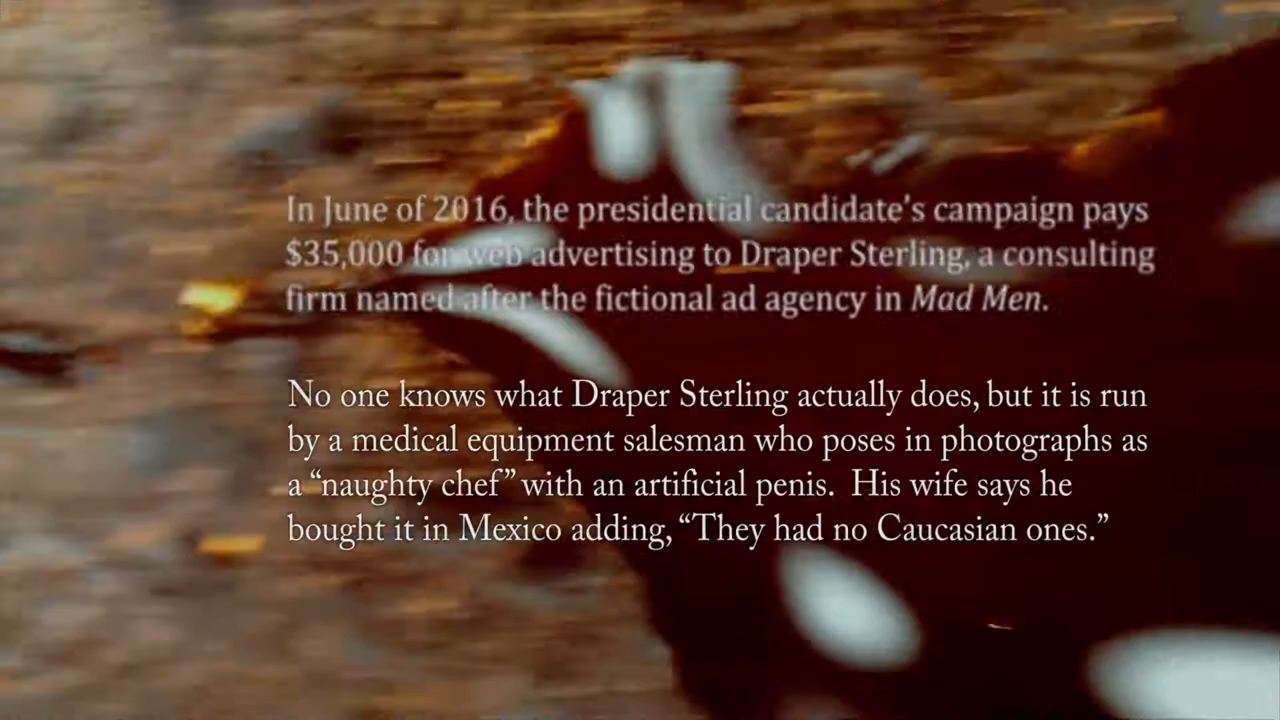 In June of 2016, the presidential candidate's campaign pays
$35,000 for web advertising to Draper Sterling, a consulting
firm named after the fictional ad agency in Mad Men.
No one knows what Draper Sterling actually does, but it is run
by a medical equipment salesman who poses in photographs as
a “naughty chef” with an artificial penis.  His wife says he
bought it in Mexico adding, “They had no Caucasian ones.”